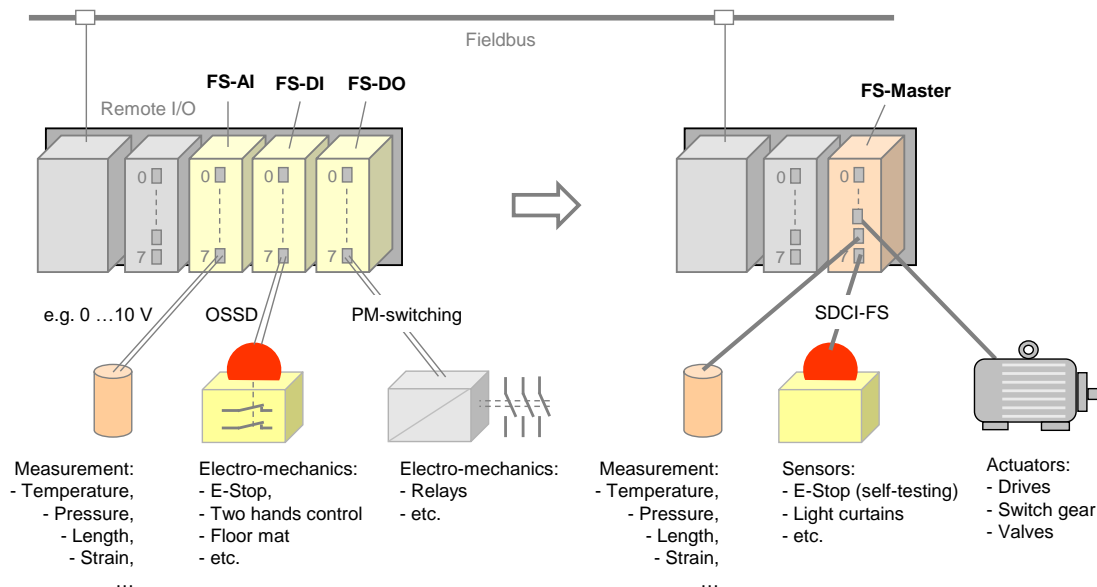 Fieldbus
FS-AI
FS-DI
FS-DO
FS-Master
Remote I/O
0
0
0
0
7
7
7
7
0
0
7
7
e.g. 0 …10 V
OSSD
PM-switching
SDCI-FS
Measurement:
- Temperature,
- Pressure,
- Length,
- Strain,
…
Electro-mechanics:
- E-Stop,
- Two hands control
- Floor mat
- etc.
Electro-mechanics:
- Relays
- etc.
Measurement:
- Temperature,
- Pressure,
- Length,
- Strain,
…
Sensors:
- E-Stop (self-testing)
- Light curtains
- etc.
Actuators:
- Drives
- Switch gear
- Valves